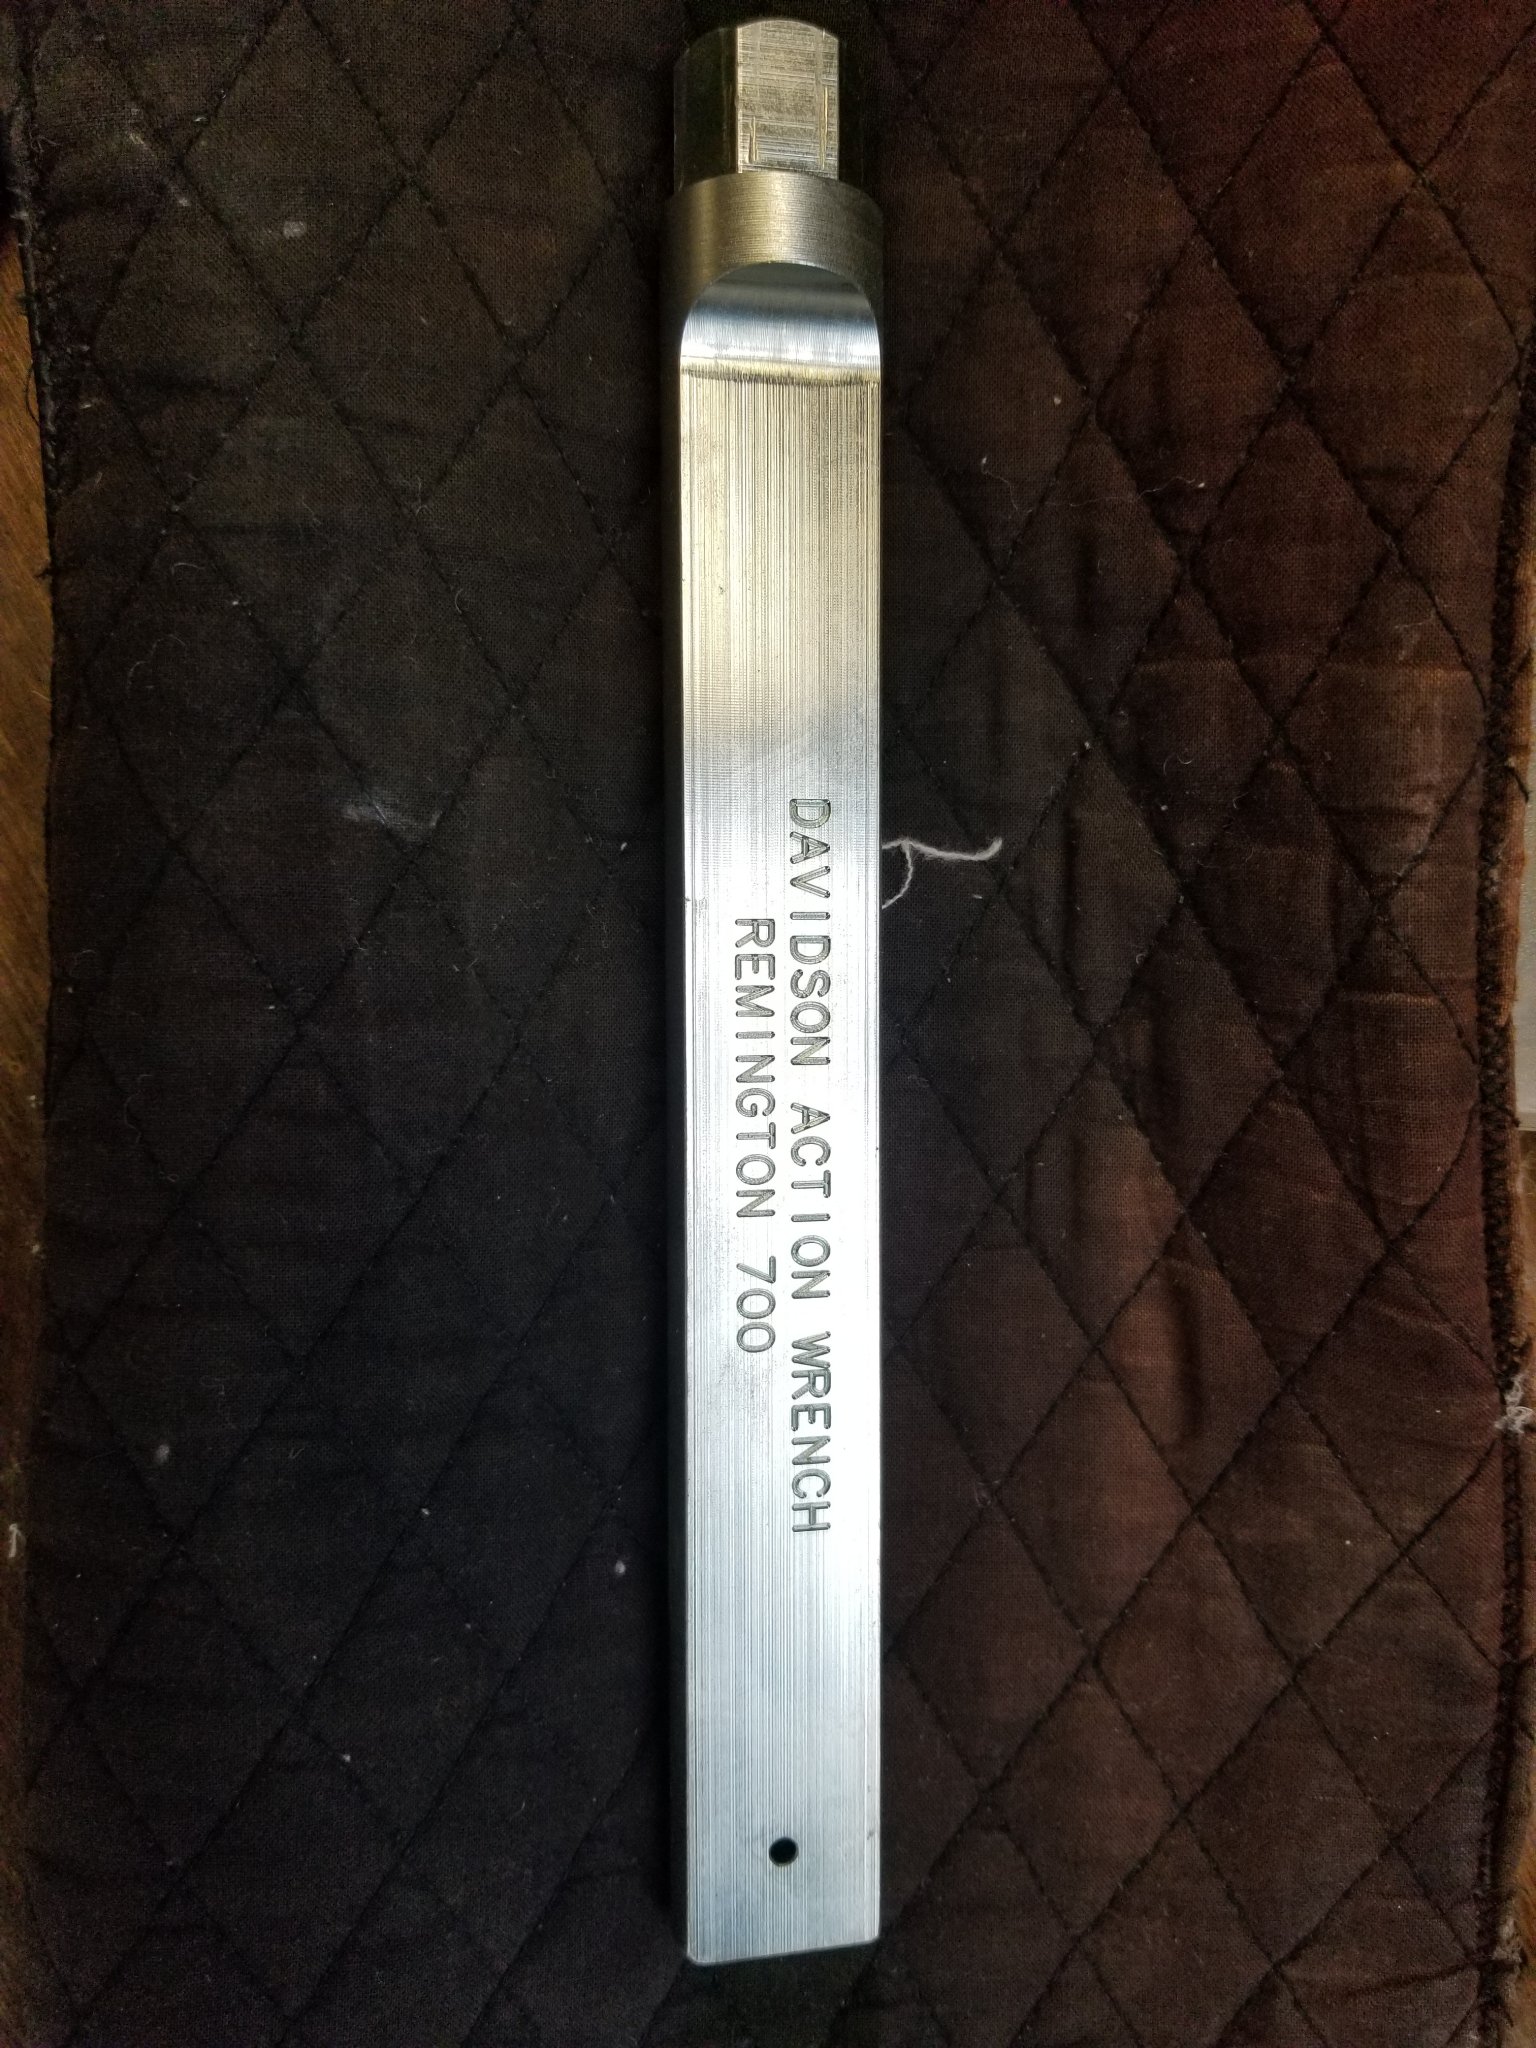 DAVIDSON ACTION WRENCH
REMINGTON 700